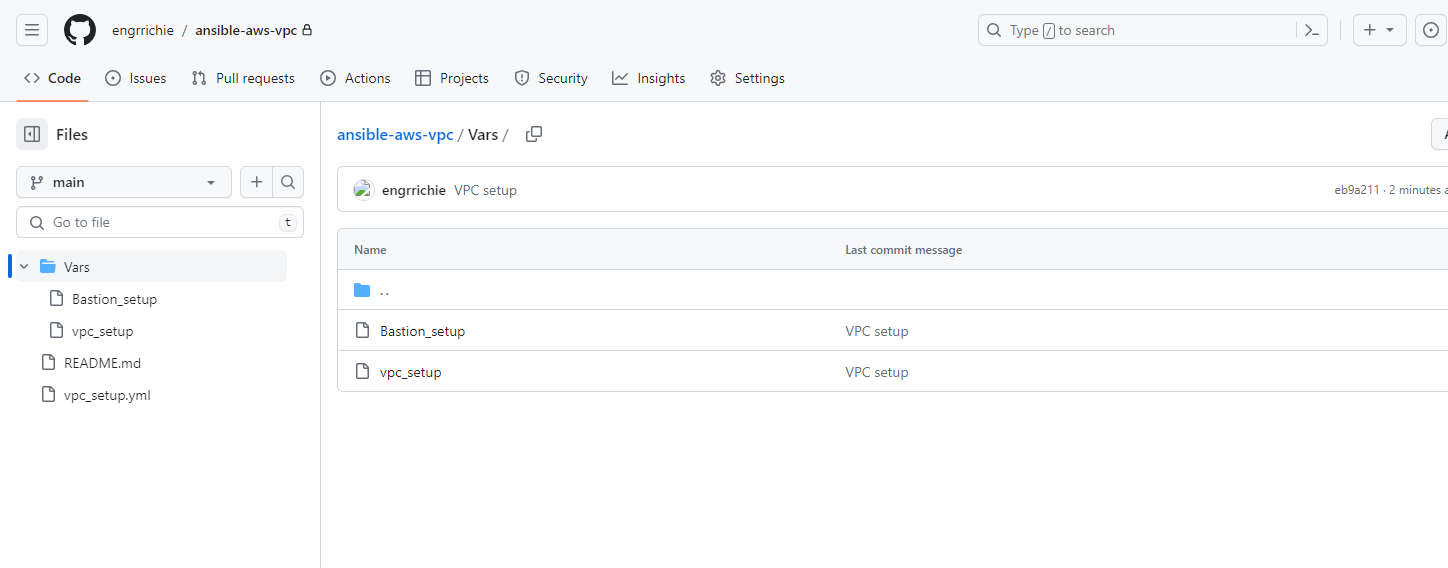 engrrichie / ansible-aws-vpc
Type / to search
Code Issues Pull requests Actions Projects Security Insights Settings
Files
main
Go to file t
Vars
Bastion_setup
vpc_setup
README.md
vpc_setup.yml
ansible-aws-vpc / Vars /
engrrichie VPC setup eb9a211 · 2 minutes a
Name Last commit message
..
Bastion_setup VPC setup
vpc_setup VPC setup